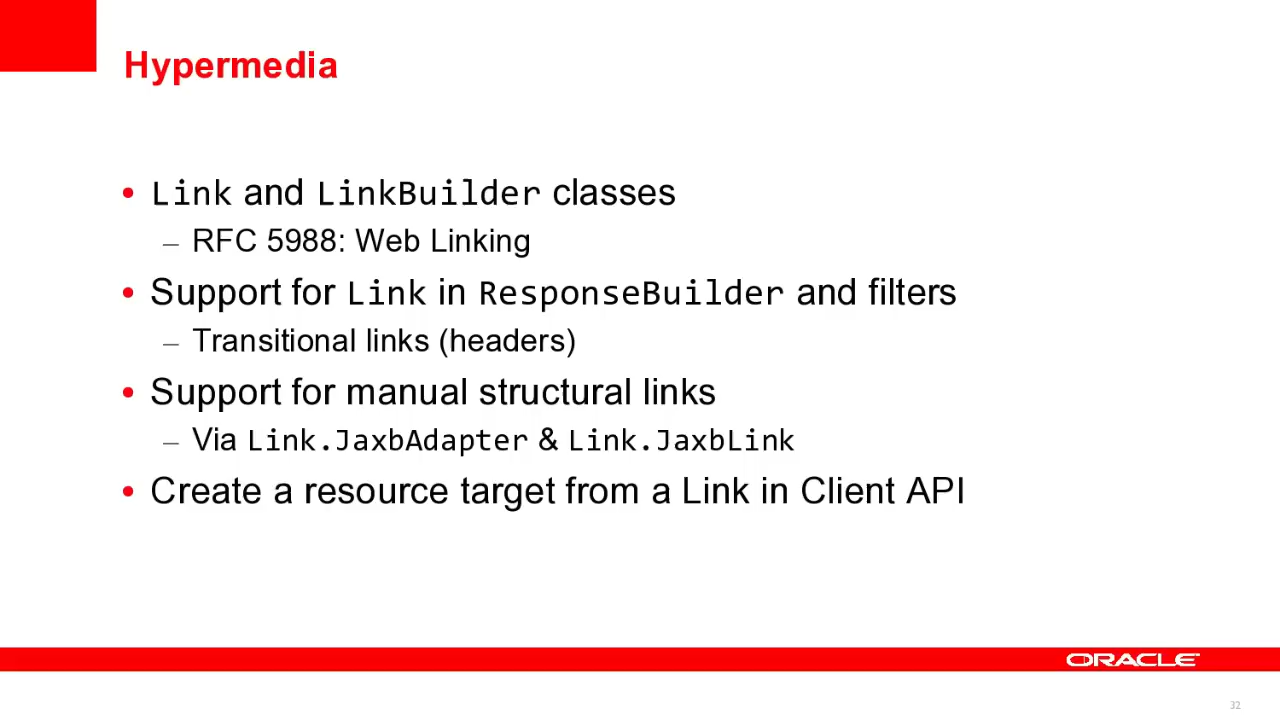 Hypermedia
• Link and LinkBuilder classes
– RFC 5988: Web Linking
• Support for Link in ResponseBuilder and filters
– Transitional links (headers)
• Support for manual structural links
– Via Link.JaxbAdapter & Link.JaxbLink
• Create a resource target from a Link in Client API
ORACLE
32